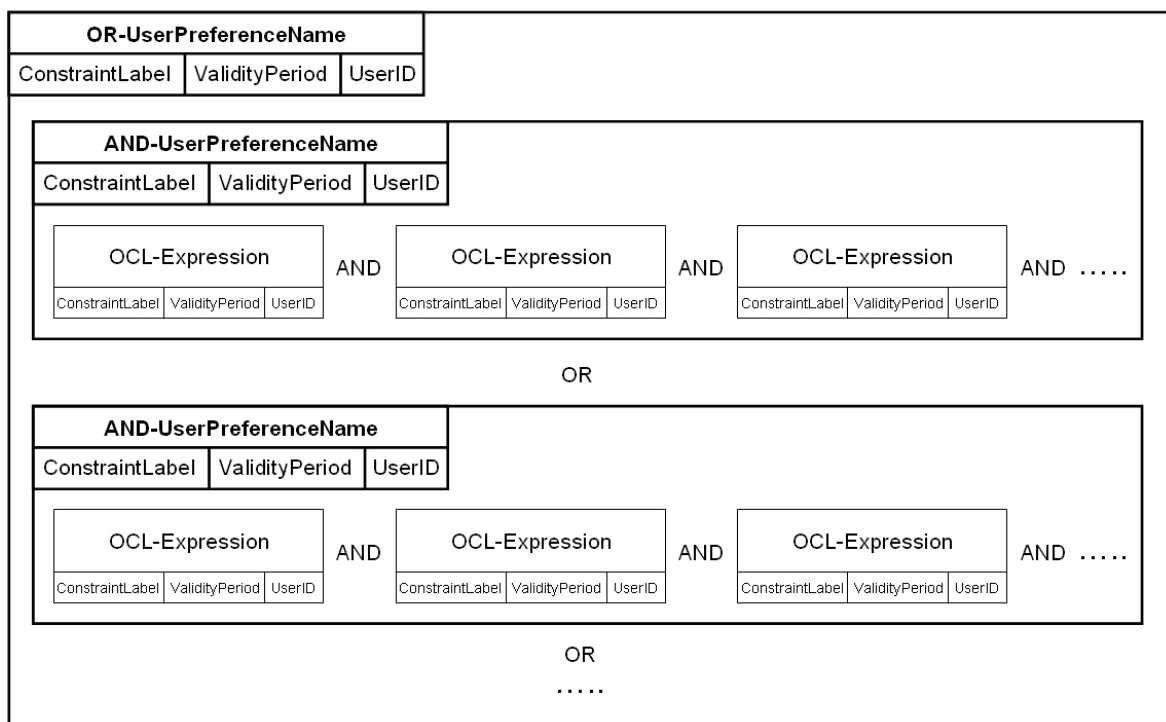 OR-UserPreferenceName
ConstraintLabel ValidityPeriod UserID
AND-UserPreferenceName
ConstraintLabel ValidityPeriod UserID
OCL-Expression AND OCL-Expression AND OCL-Expression AND .....
ConstraintLabel ValidityPeriod UserID ConstraintLabel ValidityPeriod UserID ConstraintLabel ValidityPeriod UserID
OR
AND-UserPreferenceName
ConstraintLabel ValidityPeriod UserID
OCL-Expression AND OCL-Expression AND OCL-Expression AND .....
ConstraintLabel ValidityPeriod UserID ConstraintLabel ValidityPeriod UserID ConstraintLabel ValidityPeriod UserID
OR
.....